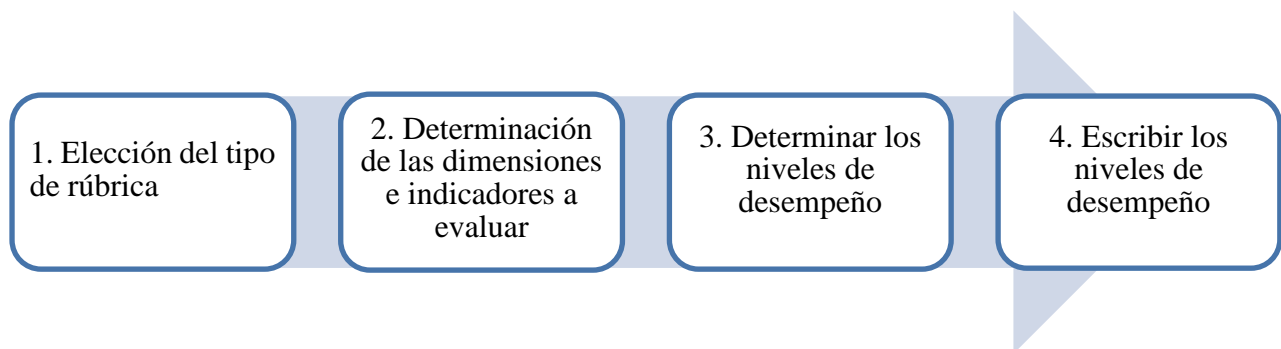 1. Elección del tipo
de rúbrica
2. Determinación
de las dimensiones
e indicadores a
evaluar
3. Determinar los
niveles de
desempeño
4. Escribir los
niveles de
desempeño